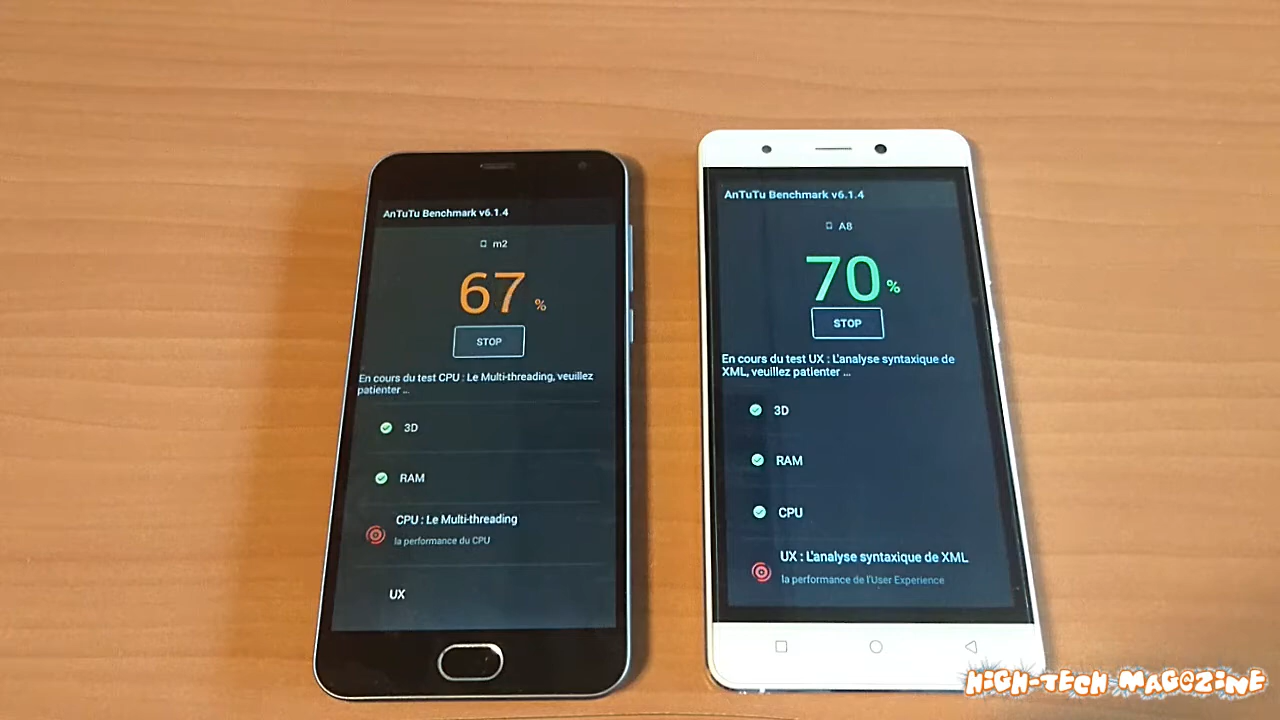 AnTuTu Benchmark v6.1.4
m2
67 %
STOP
En cours du test CPU : Le Multi-threading, veuillez
patienter ...
3D
RAM
CPU : Le Multi-threading
la performance du CPU
UX
AnTuTu Benchmark v6.1.4
A8
70 %
STOP
En cours du test UX : L'analyse syntaxique de
XML, veuillez patienter ...
3D
RAM
CPU
UX : L'analyse syntaxique de XML
la performance de l'User Experience
HIGH-TECH MAGOZINE